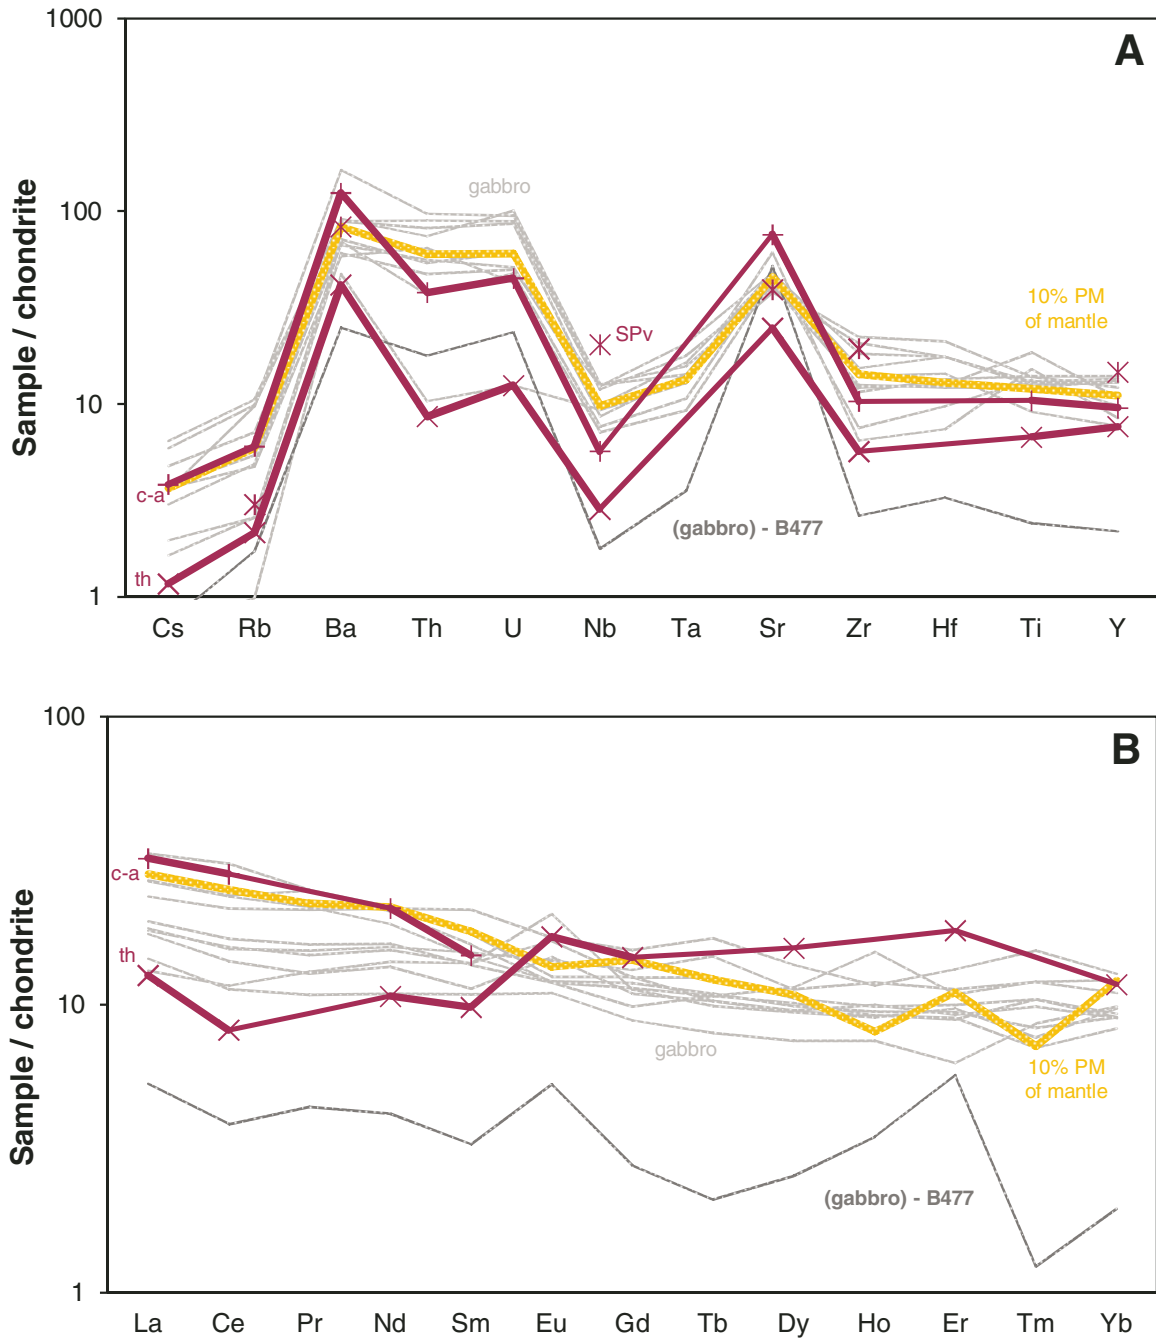 1000
A
Sample / chondrite
gabbro
100
10% PM
of mantle
SPv
10
c-a
(gabbro) - B477
th
1
Cs Rb Ba Th U Nb Ta Sr Zr Hf Ti Y
100
B
Sample / chondrite
c-a
th
10
gabbro
10% PM
of mantle
(gabbro) - B477
1
La Ce Pr Nd Sm Eu Gd Tb Dy Ho Er Tm Yb